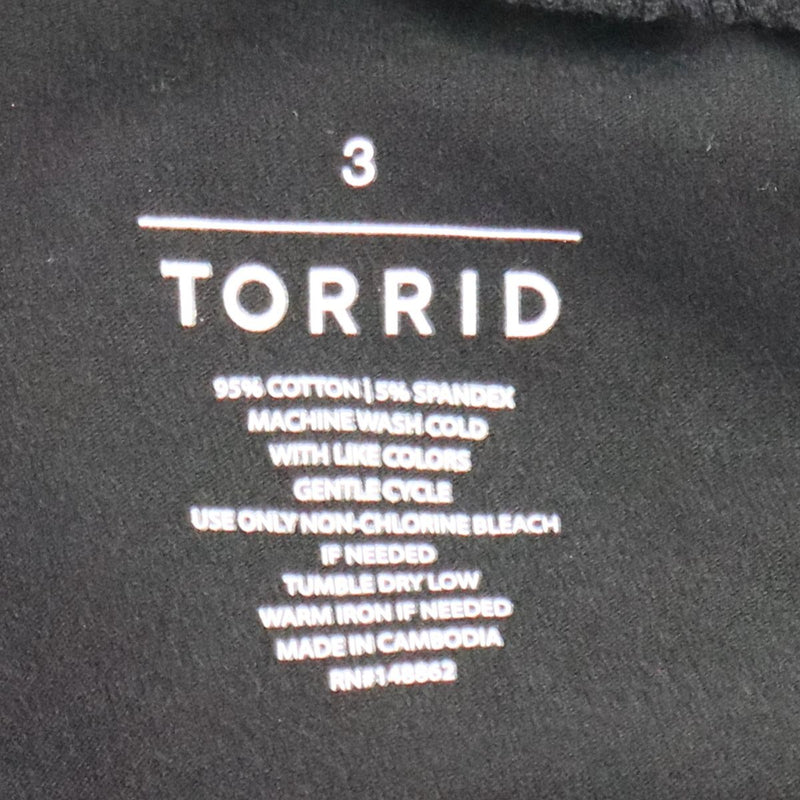 3
TORRID
95% COTTON | 5% SPANDEX
MACHINE WASH COLD
WITH LIKE COLORS
GENTLE CYCLE
USE ONLY NON-CHLORINE BLEACH
IF NEEDED
TUMBLE DRY LOW
WARM IRON IF NEEDED
MADE IN CAMBODIA
RN#148862